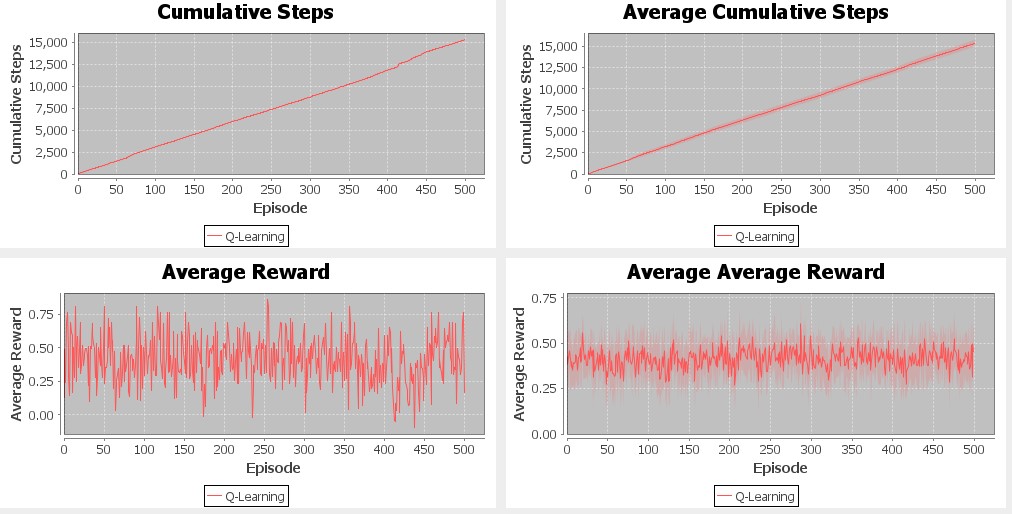 Cumulative Steps
Cumulative Steps
15,000
12,500
10,000
7,500
5,000
2,500
0
0 50 100 150 200 250 300 350 400 450 500
Episode
Q-Learning
Average Cumulative Steps
Cumulative Steps
15,000
12,500
10,000
7,500
5,000
2,500
0
0 50 100 150 200 250 300 350 400 450 500
Episode
Q-Learning
Average Reward
Average Reward
0.75
0.50
0.25
0.00
0 50 100 150 200 250 300 350 400 450 500
Episode
Q-Learning
Average Average Reward
Average Reward
0.75
0.50
0.25
0.00
0 50 100 150 200 250 300 350 400 450 500
Episode
Q-Learning